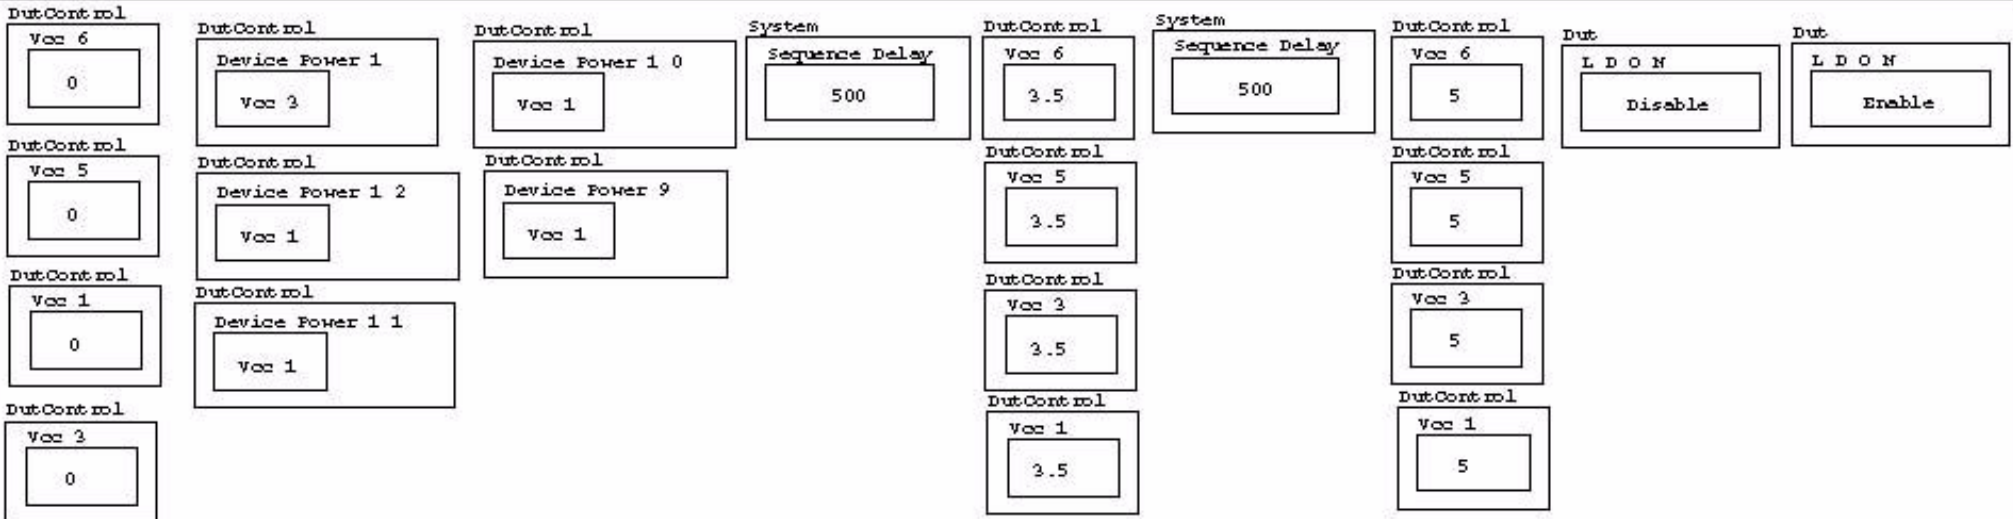 DutControl
Vcc 6
0
DutControl
Vcc 5
0
DutControl
Vcc 1
0
DutControl
Vcc 3
0
DutControl
Device Power 1
Vcc 3
DutControl
Device Power 1 2
Vcc 1
DutControl
Device Power 1 1
Vcc 1
DutControl
Device Power 1 0
Vcc 1
DutControl
Device Power 9
Vcc 1
System
Sequence Delay
500
DutControl
Vcc 6
3.5
DutControl
Vcc 5
3.5
DutControl
Vcc 3
3.5
DutControl
Vcc 1
3.5
System
Sequence Delay
500
DutControl
Vcc 6
5
DutControl
Vcc 5
5
DutControl
Vcc 3
5
DutControl
Vcc 1
5
Dut
L D O N
Disable
Dut
L D O N
Enable